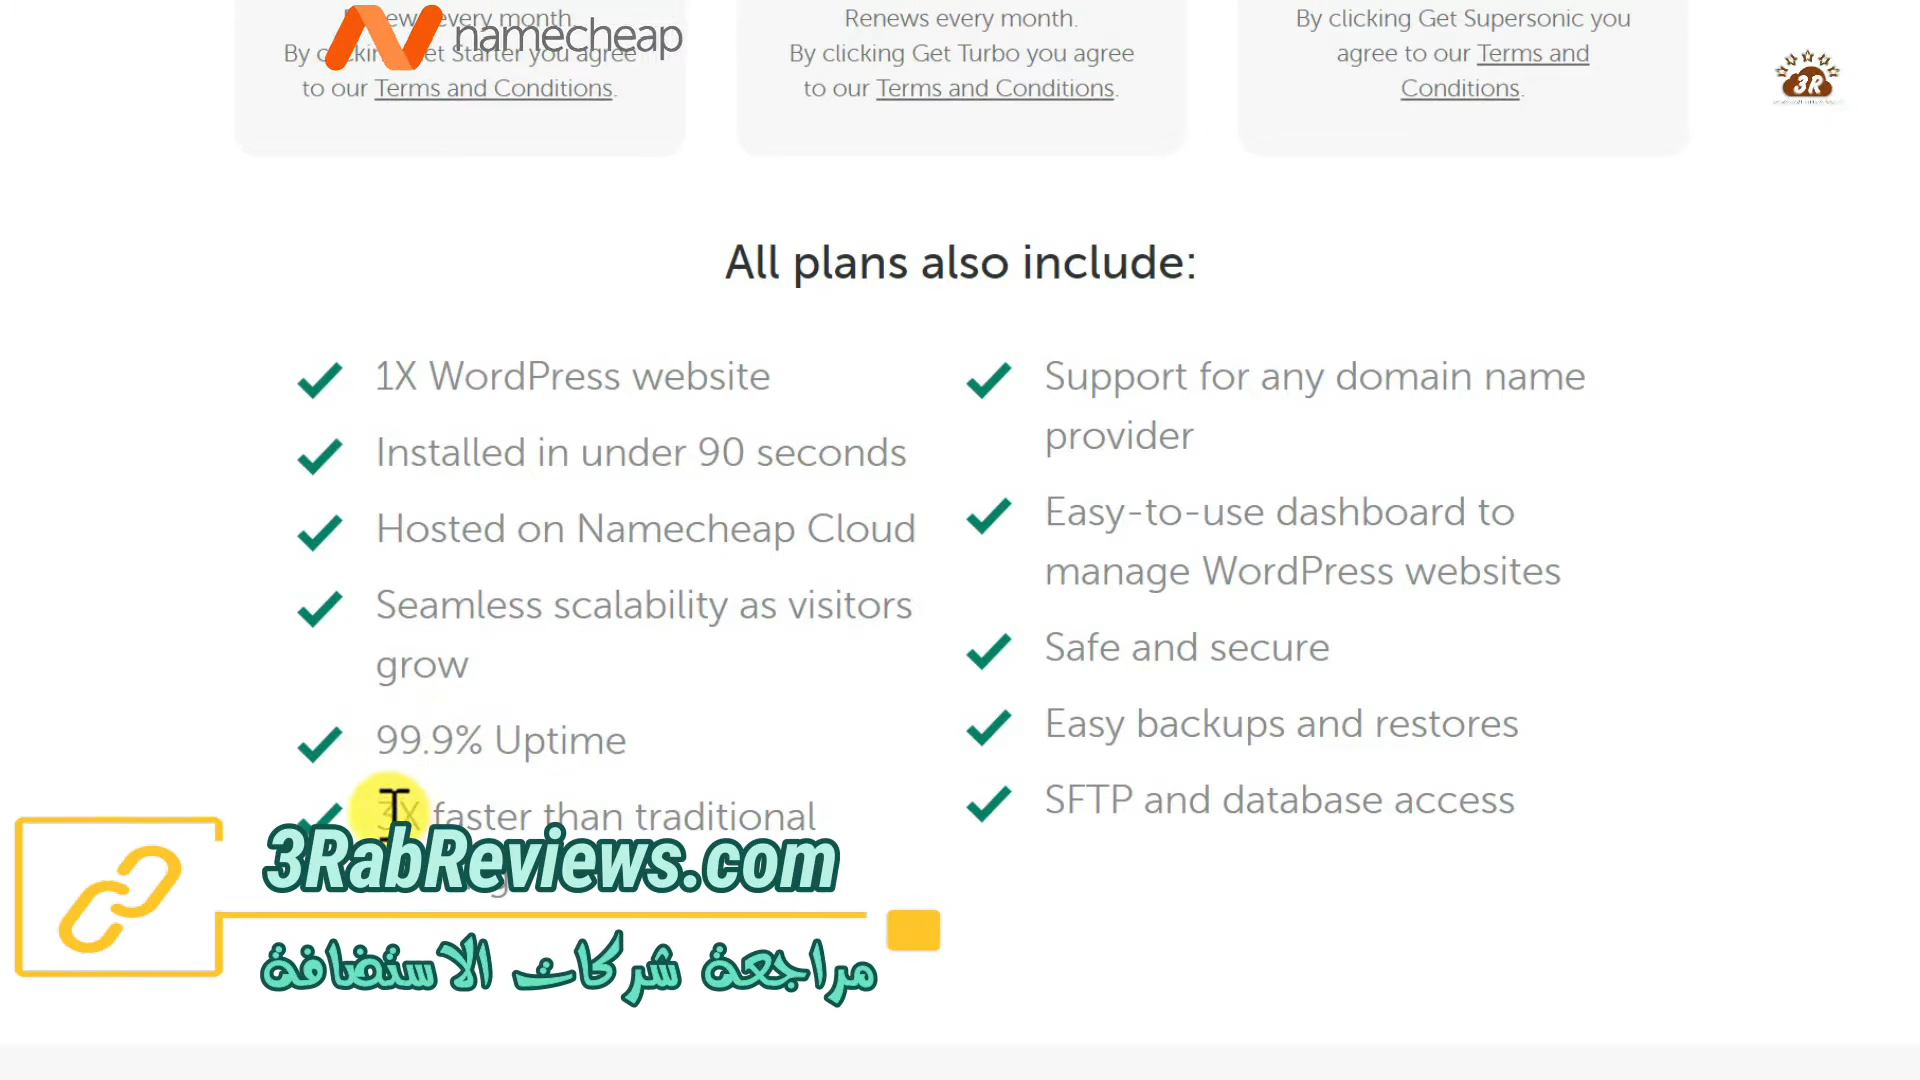 Renews every month.
By clicking Get Starter you agree
to our Terms and Conditions.
namecheap
Renews every month.
By clicking Get Turbo you agree
to our Terms and Conditions.
By clicking Get Supersonic you
agree to our Terms and
Conditions.
3R
All plans also include:
1X WordPress website
Installed in under 90 seconds
Hosted on Namecheap Cloud
Seamless scalability as visitors
grow
99.9% Uptime
3X faster than traditional
Support for any domain name
provider
Easy-to-use dashboard to
manage WordPress websites
Safe and secure
Easy backups and restores
SFTP and database access
3RabReviews.com
مراجعة شركات الاستضافة